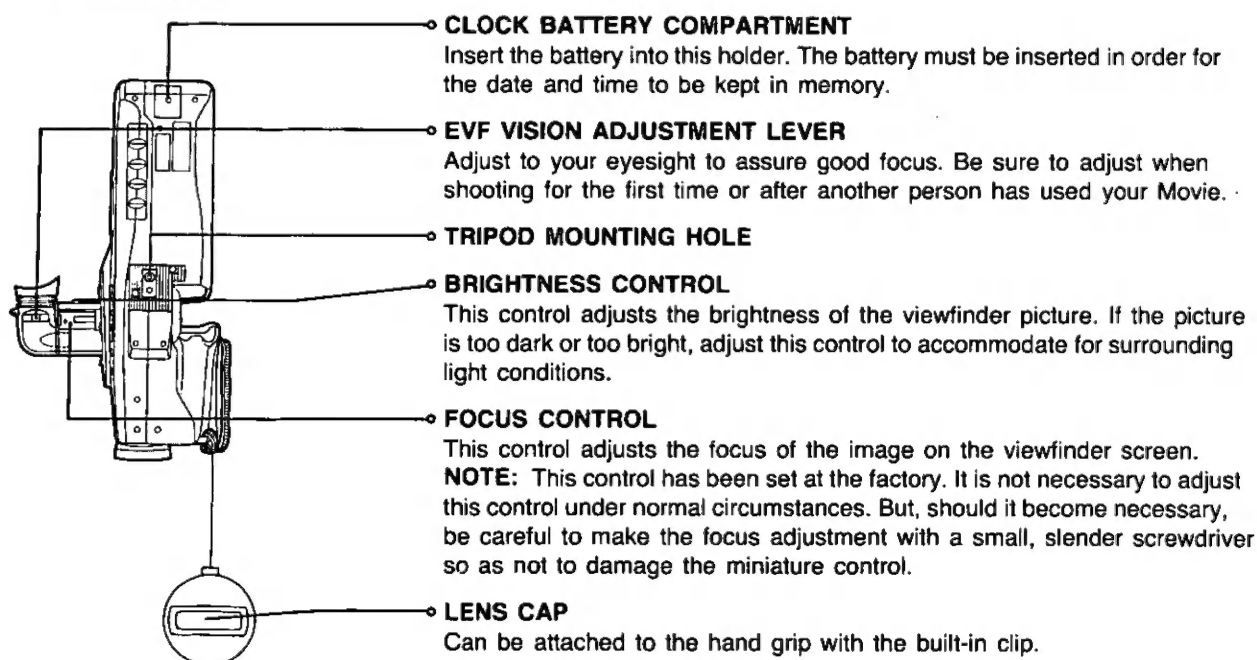 CLOCK BATTERY COMPARTMENT
Insert the battery into this holder. The battery must be inserted in order for
the date and time to be kept in memory.
EVF VISION ADJUSTMENT LEVER
Adjust to your eyesight to assure good focus. Be sure to adjust when
shooting for the first time or after another person has used your Movie.
TRIPOD MOUNTING HOLE
BRIGHTNESS CONTROL
This control adjusts the brightness of the viewfinder picture. If the picture
is too dark or too bright, adjust this control to accommodate for surrounding
light conditions.
FOCUS CONTROL
This control adjusts the focus of the image on the viewfinder screen.
NOTE: This control has been set at the factory. It is not necessary to adjust
this control under normal circumstances. But, should it become necessary,
be careful to make the focus adjustment with a small, slender screwdriver
so as not to damage the miniature control.
LENS CAP
Can be attached to the hand grip with the built-in clip.